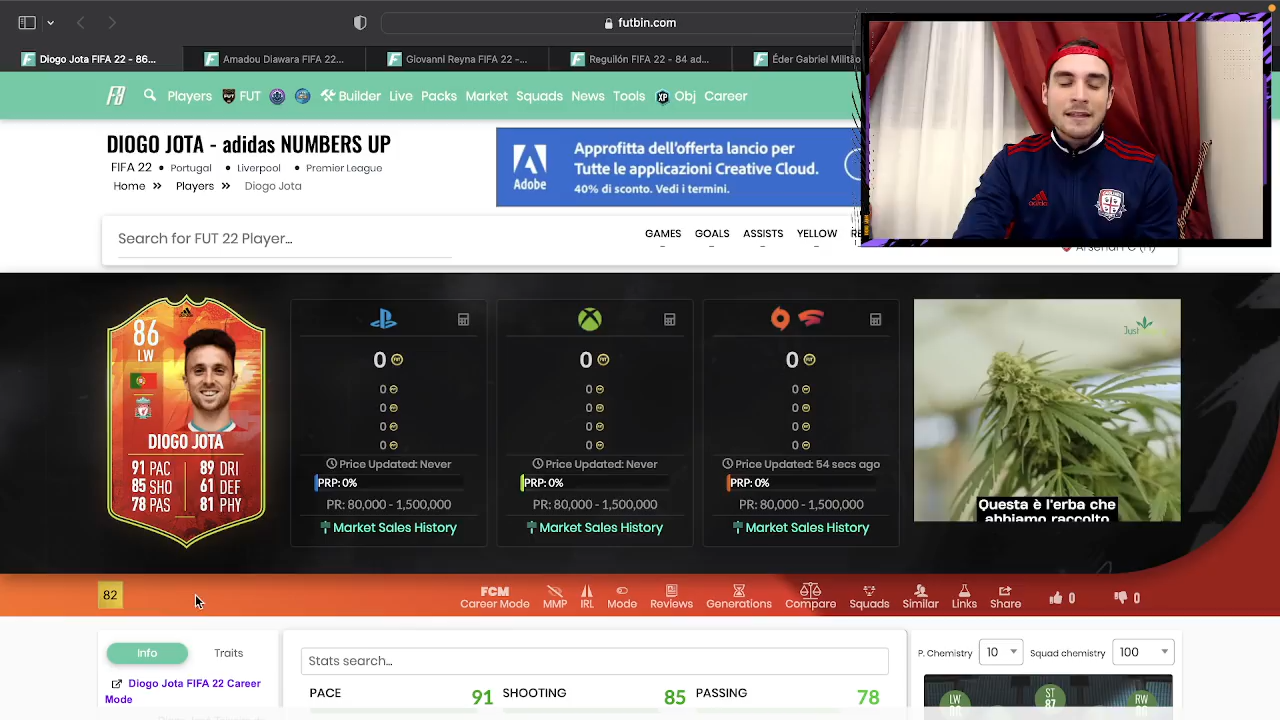 futbin.com
Diogo Jota FIFA 22 - 86...
Amadou Diawara FIFA 22...
Giovanni Reyna FIFA 22 -...
Reguilón FIFA 22 - 84 ad...
Éder Gabriel Militão
Players FUT Builder Live Packs Market Squads News Tools XP Obj Career
DIOGO JOTA - adidas NUMBERS UP
FIFA 22 • Portugal • Liverpool • Premier League
Home » Players » Diogo Jota
Adobe
Approfitta dell'offerta lancio per
Tutte le applicazioni Creative Cloud.
40% di sconto. Vedi i termini.
Search for FUT 22 Player...
GAMES GOALS ASSISTS YELLOW RE
- - - -
86
LW
DIOGO JOTA
91 PAC 89 DRI
85 SHO 61 DEF
78 PAS 81 PHY
0
0
0
0
0
Price Updated: Never
PRP: 0%
PR: 80,000 - 1,500,000
Market Sales History
0
0
0
0
0
Price Updated: Never
PRP: 0%
PR: 80,000 - 1,500,000
Market Sales History
0
0
0
0
0
Price Updated: 54 secs ago
PRP: 0%
PR: 80,000 - 1,500,000
Market Sales History
Questa è l'erba che
abbiamo raccolto
82
FCM
Career Mode MMP IRL Mode Reviews Generations Compare Squads Similar Links Share 0 0
Info Traits
Diogo Jota FIFA 22 Career
Mode
Stats search...
PACE 91 SHOOTING 85 PASSING 78
P. Chemistry 10 Squad chemistry 100
ST
87
LW
RW